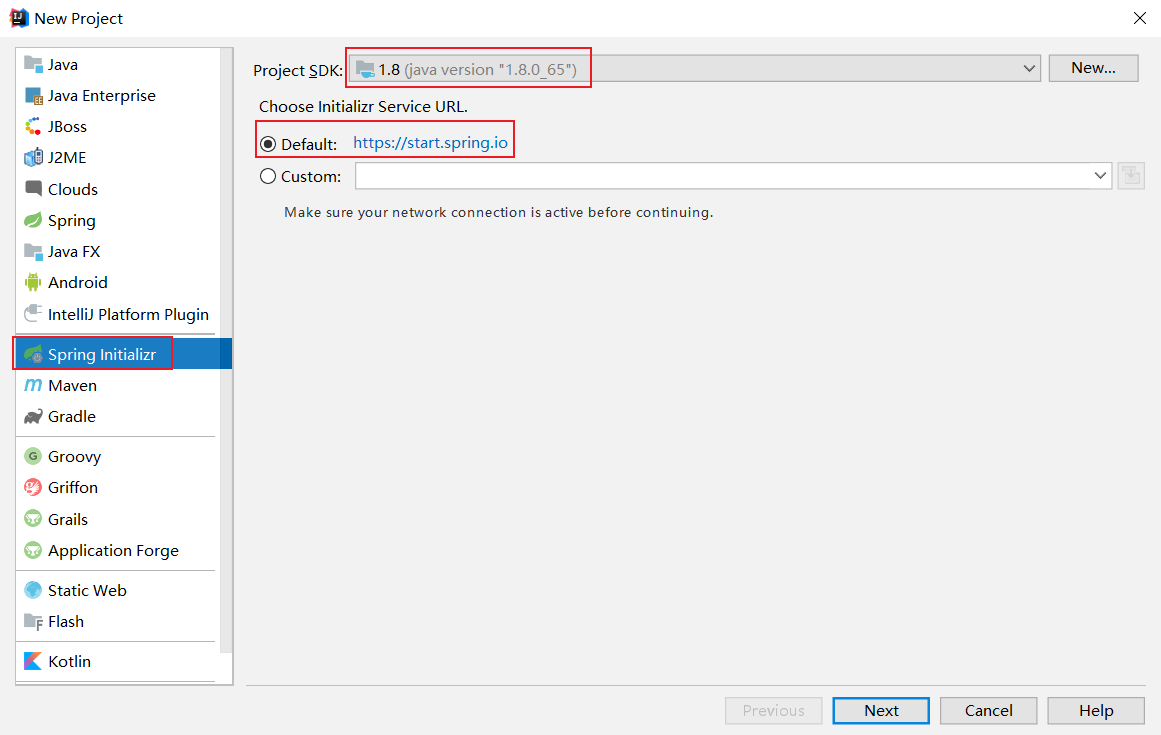 New Project
Java
Java Enterprise
JBoss
J2ME
Clouds
Spring
Java FX
Android
IntelliJ Platform Plugin
Spring Initializr
Maven
Gradle
Groovy
Griffon
Grails
Application Forge
Static Web
Flash
Kotlin
Project SDK: 1.8 (java version "1.8.0_65") New...
Choose Initializr Service URL.
Default: https://start.spring.io
Custom:
Make sure your network connection is active before continuing.
Previous Next Cancel Help